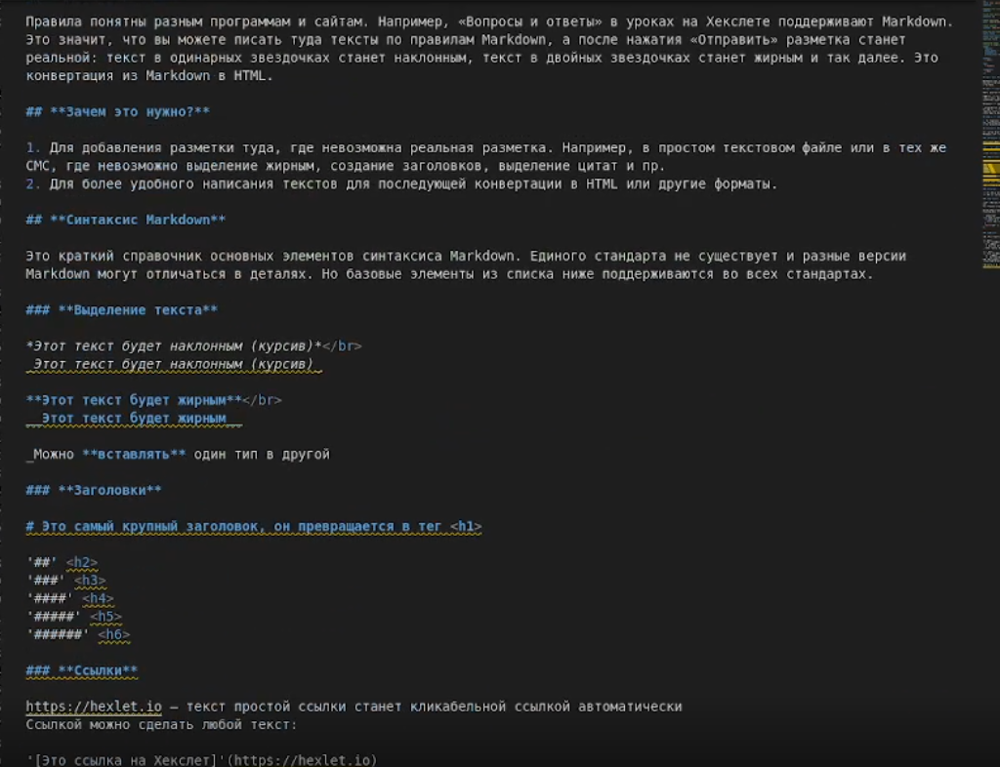 Правила понятны разным программам и сайтам. Например, «Вопросы и ответы» в уроках на Хекслете поддерживают Markdown.
Это значит, что вы можете писать туда тексты по правилам Markdown, а после нажатия «Отправить» разметка станет
реальной: текст в одинарных звездочках станет наклонным, текст в двойных звездочках станет жирным и так далее. Это
конвертация из Markdown в HTML.
## **Зачем это нужно?**
1. Для добавления разметки туда, где невозможна реальная разметка. Например, в простом текстовом файле или в тех же
СМС, где невозможно выделение жирным, создание заголовков, выделение цитат и пр.
2. Для более удобного написания текстов для последующей конвертации в HTML или другие форматы.
## **Синтаксис Markdown**
Это краткий справочник основных элементов синтаксиса Markdown. Единого стандарта не существует и разные версии
Markdown могут отличаться в деталях. Но базовые элементы из списка ниже поддерживаются во всех стандартах.
### **Выделение текста**
*Этот текст будет наклонным (курсив)*</br>
_Этот текст будет наклонным (курсив)_
**Этот текст будет жирным**</br>
__Этот текст будет жирным__
_Можно **вставлять** один тип в другой
### **Заголовки**
# Это самый крупный заголовок, он превращается в тег <h1>
'##' <h2>
'###' <h3>
'####' <h4>
'#####' <h5>
'######' <h6>
### **Ссылки**
https://hexlet.io – текст простой ссылки станет кликабельной ссылкой автоматически
Ссылкой можно сделать любой текст:
'[Это ссылка на Хекслет]'(https://hexlet.io)